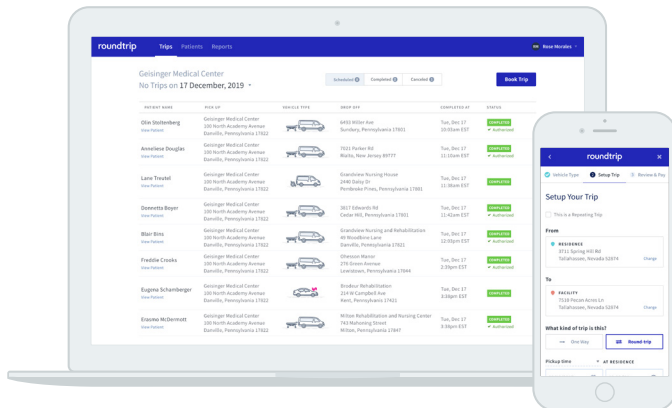 roundtrip
Trips Patients Reports
RM Rose Morales
Geisinger Medical Center
No Trips on 17 December, 2019
Scheduled Completed Canceled
Book Trip
PATIENT NAME PICK UP VEHICLE TYPE DROP OFF COMPLETED AT STATUS
Olin Stoltenberg
View Patient
Geisinger Medical Center
100 North Academy Avenue
Danville, Pennsylvania 17822
6493 Miller Ave
Sunbury, Pennsylvania 17801
Tue, Dec 17
10:03am EST
COMPLETED
Authorized
Anneliese Douglas
View Patient
Geisinger Medical Center
100 North Academy Avenue
Danville, Pennsylvania 17822
7021 Parker Rd
Rialto, New Jersey 89777
Tue, Dec 17
11:10am EST
COMPLETED
Authorized
Lane Treutel
View Patient
Geisinger Medical Center
100 North Academy Avenue
Danville, Pennsylvania 17822
Grandview Nursing House
2440 Daisy Dr
Pembroke Pines, Pennsylvania 17801
Tue, Dec 17
11:38am EST
COMPLETED
Donnetta Boyer
View Patient
Geisinger Medical Center
100 North Academy Avenue
Danville, Pennsylvania 17822
3817 Edwards Rd
Cedar Hill, Pennsylvania 17801
Tue, Dec 17
11:41am EST
COMPLETED
Authorized
Blair Bins
View Patient
Geisinger Medical Center
100 North Academy Avenue
Danville, Pennsylvania 17822
Grandview Nursing and Rehabilitation
49 Woodbine Lane
Danville, Pennsylvania 17821
Tue, Dec 17
12:03pm EST
COMPLETED
Authorized
Freddie Crooks
View Patient
Geisinger Medical Center
100 North Academy Avenue
Danville, Pennsylvania 17822
Ohesson Manor
276 Green Avenue
Lewistown, Pennsylvania 17044
Tue, Dec 17
2:39pm EST
COMPLETED
Authorized
Eugena Schamberger
View Patient
Geisinger Medical Center
100 North Academy Avenue
Danville, Pennsylvania 17822
Birdeur Rehabilitation
214 W Campbell Ave
Kent, Pennsylvania 17421
Tue, Dec 17
3:38pm EST
COMPLETED
Erasmo McDermott
View Patient
Geisinger Medical Center
100 North Academy Avenue
Danville, Pennsylvania 17822
Milton Rehabilitation and Nursing Center
743 Mahoning Street
Milton, Pennsylvania 17847
Tue, Dec 17
3:58pm EST
COMPLETED
Authorized
roundtrip
Vehicle Type 2 Setup Trip 3 Review & Pay
Setup Your Trip
This is a Repeating Trip
From
RESIDENCE
3711 Spring Hill Rd
Tallahassee, Nevada 52874 Change
To
FACILITY
7518 Pecan Acres Ln
Tallahassee, Nevada 52874 Change
What kind of trip is this?
One Way Round-trip
Pickup time AT RESIDENCE